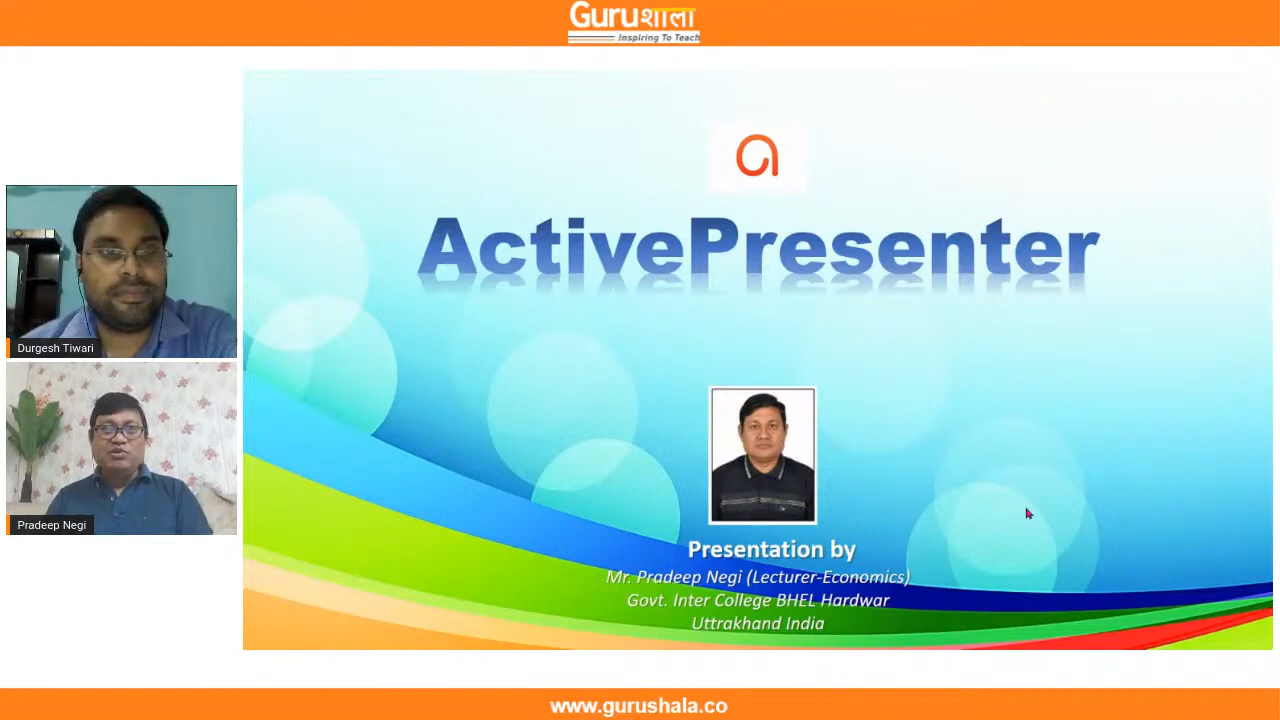 Guruशाला
Inspiring To Teach
ActivePresenter
Durgesh Tiwari
Pradeep Negi
Presentation by
Mr. Pradeep Negi (Lecturer-Economics)
Govt. Inter College BHEL Hardwar
Uttrakhand India
www.gurushala.co